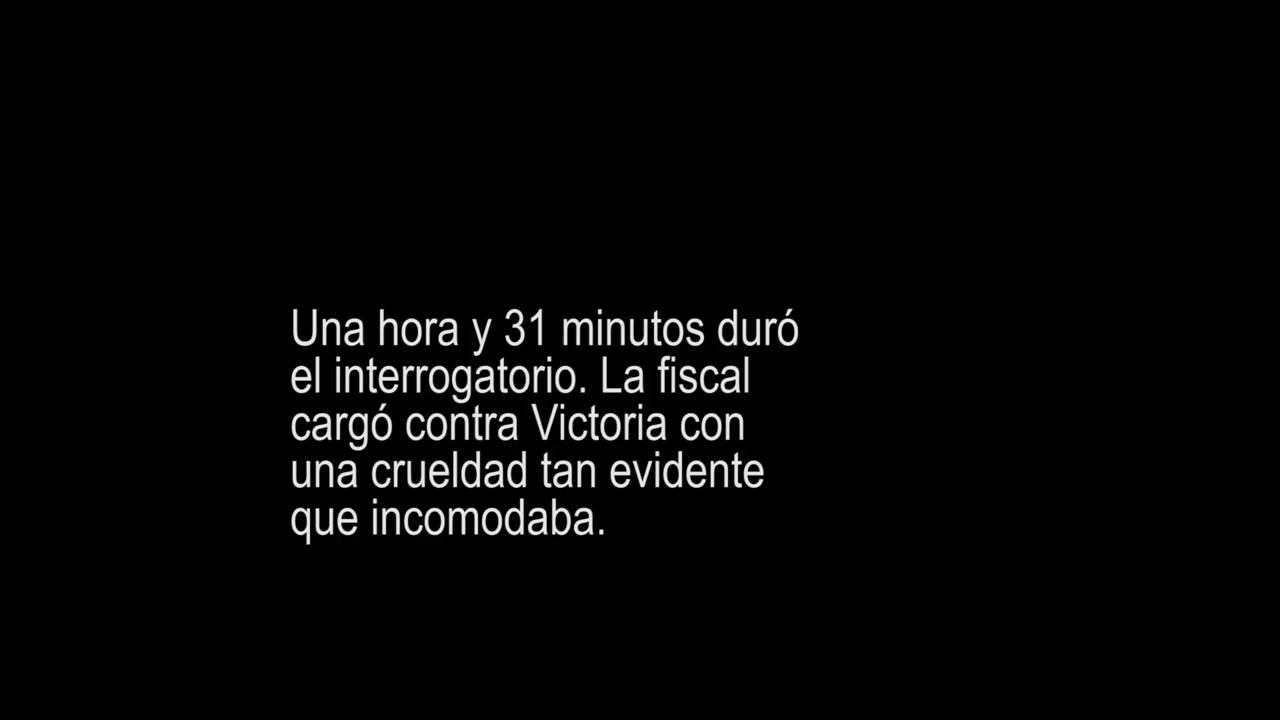 Una hora y 31 minutos duró
el interrogatorio. La fiscal
cargó contra Victoria con
una crueldad tan evidente
que incomodaba.